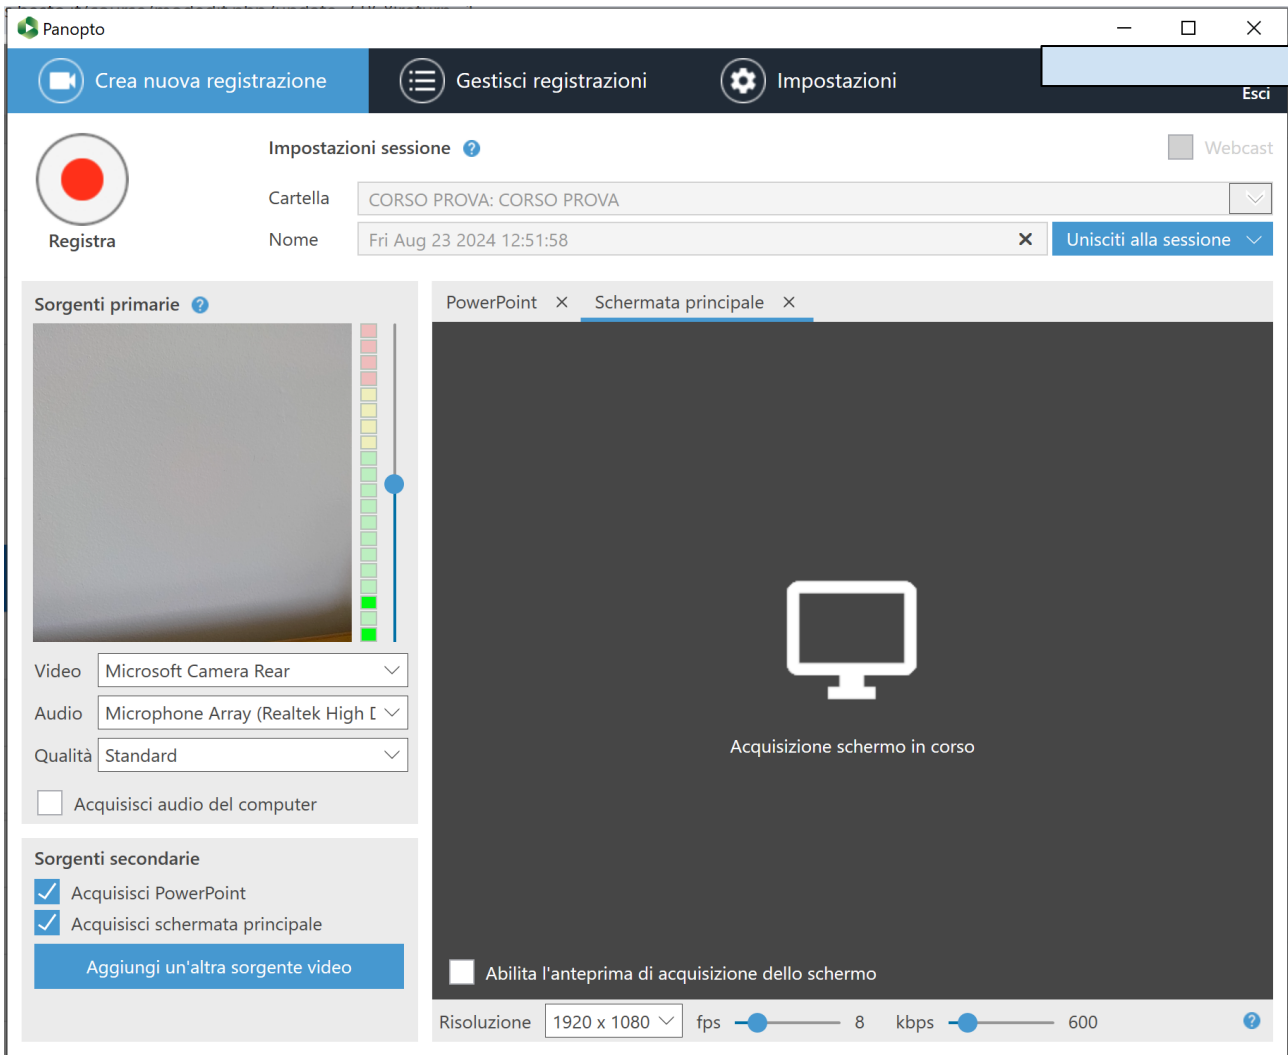 Panopto
Crea nuova registrazione
Gestisci registrazioni
Impostazioni
Esci
Registra
Impostazioni sessione ?
Webcast
Cartella
CORSO PROVA: CORSO PROVA
Nome
Fri Aug 23 2024 12:51:58
Unisciti alla sessione
Sorgenti primarie ?
PowerPoint
Schermata principale
Video
Microsoft Camera Rear
Audio
Microphone Array (Realtek High
Qualità
Standard
Acquisisci audio del computer
Acquisizione schermo in corso
Sorgenti secondarie
Acquisisci PowerPoint
Acquisisci schermata principale
Aggiungi un'altra sorgente video
Abilita l'anteprima di acquisizione dello schermo
Risoluzione
1920 x 1080
fps
8
kbps
600
?